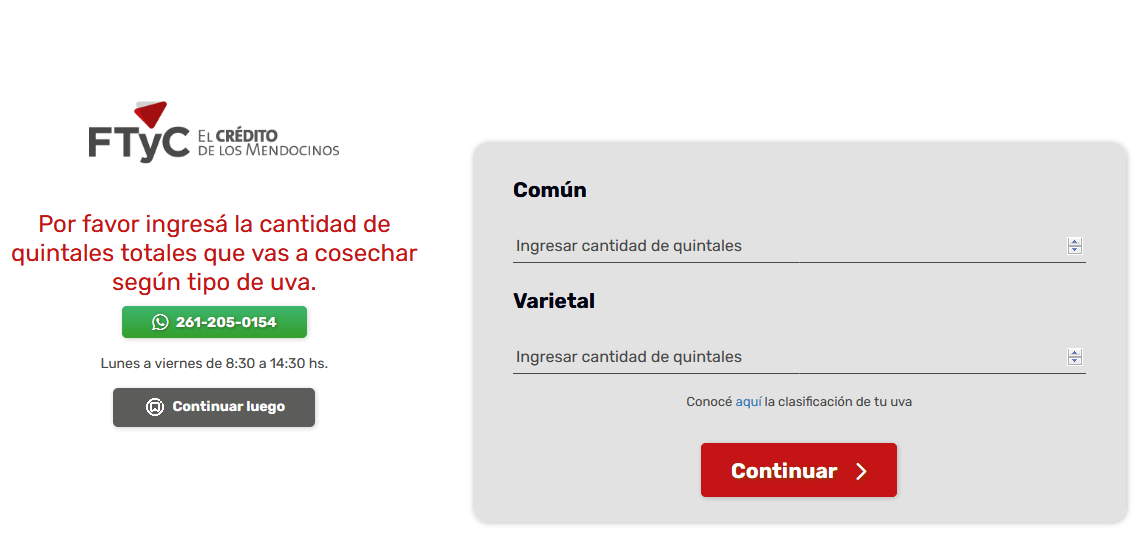 FTyC EL CRÉDITO
DE LOS MENDOCINOS
Por favor ingresá la cantidad de
quintales totales que vas a cosechar
según tipo de uva.
261-205-0154
Lunes a viernes de 8:30 a 14:30 hs.
Continuar luego
Común
Ingresar cantidad de quintales
Varietal
Ingresar cantidad de quintales
Conocé aquí la clasificación de tu uva
Continuar